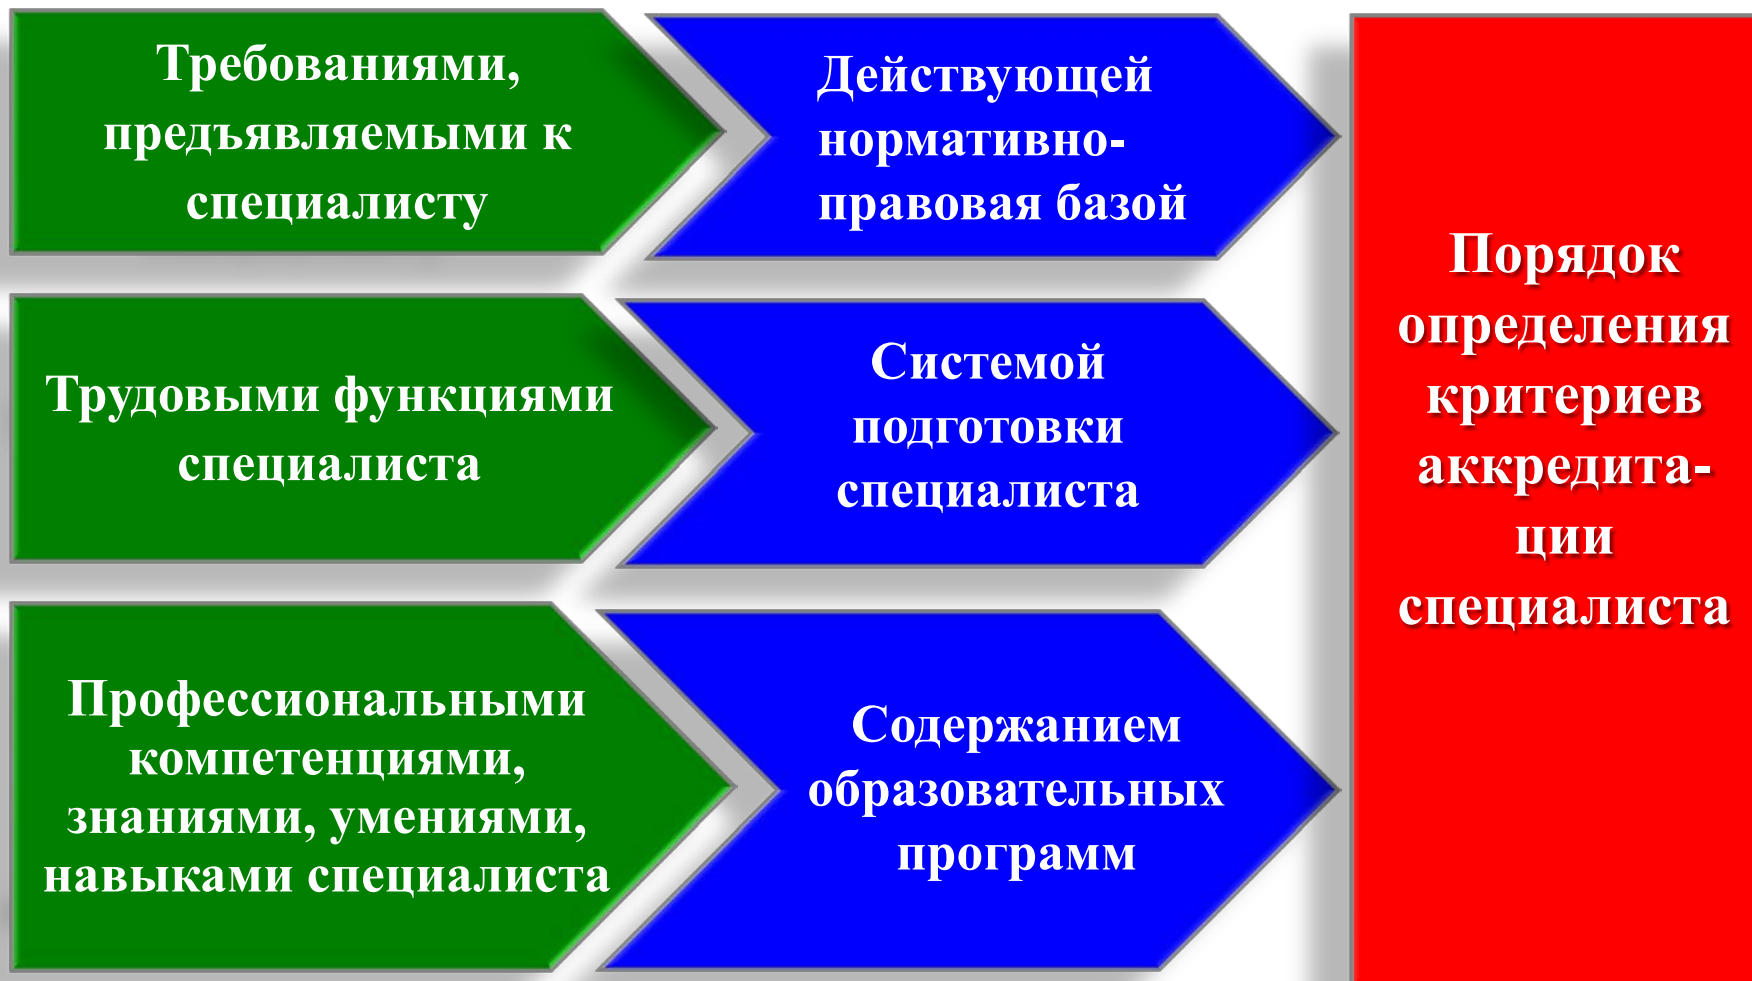 Требованиями,
предъявляемыми к
специалисту
Действующей
нормативно-
правовая базой
Трудовыми функциями
специалиста
Системой
подготовки
специалиста
Профессиональными
компетенциями,
знаниями, умениями,
навыками специалиста
Содержанием
образовательных
программ
Порядок
определения
критериев
аккредита-
ции
специалиста